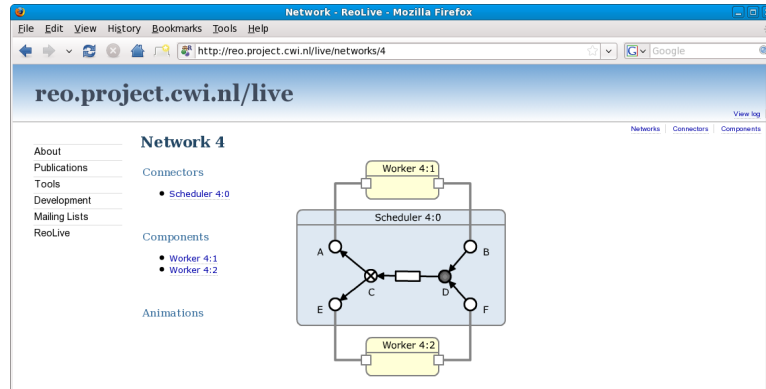 Network - ReoLive - Mozilla Firefox
File Edit View History Bookmarks Tools Help
http://reo.project.cwi.nl/live/networks/4
G Google
reo.project.cwi.nl/live
View log
Networks Connectors Components
About
Publications
Tools
Development
Mailing Lists
ReoLive
Network 4
Connectors
Scheduler 4:0
Components
Worker 4:1
Worker 4:2
Animations
Worker 4:1
Scheduler 4:0
A
B
C
D
E
F
Worker 4:2